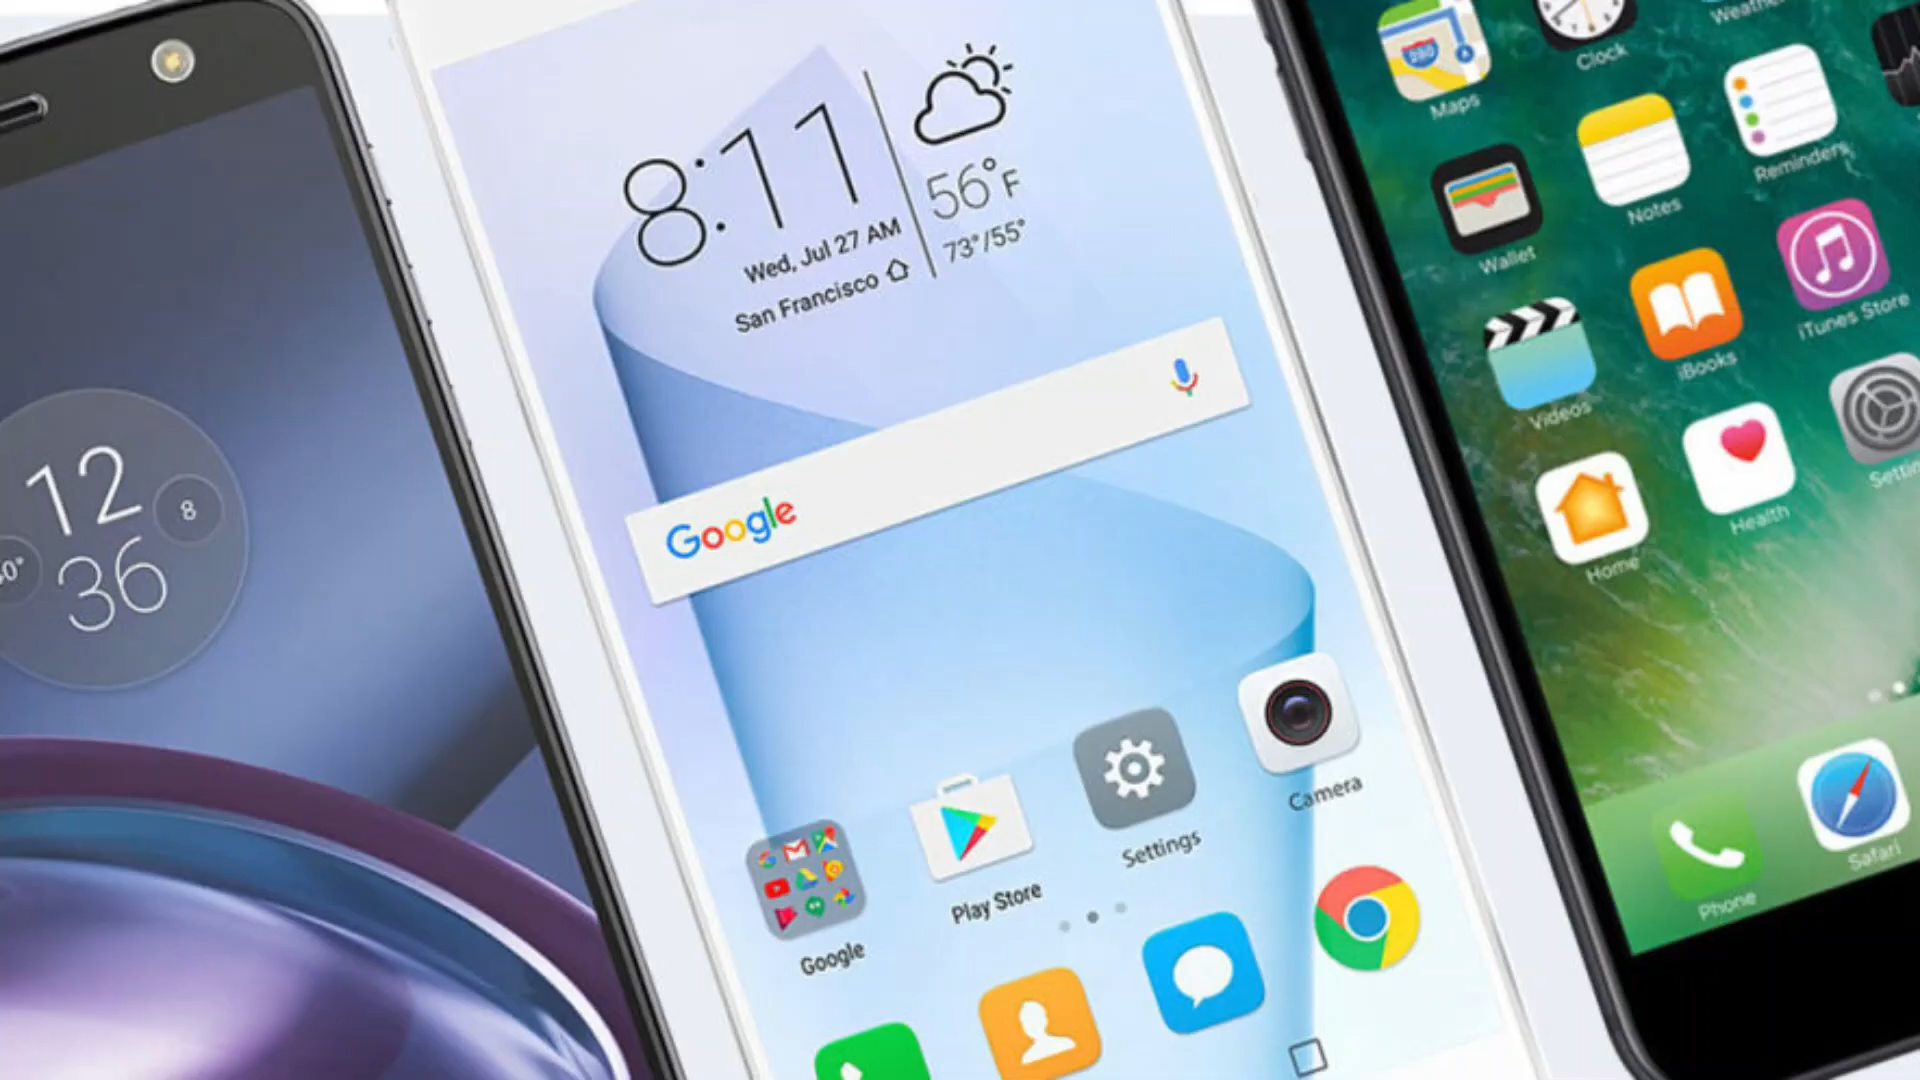 12
36
8
8:11
Wed, Jul 27 AM
San Francisco
56°F
73°/55°
Google
Google
Play Store
Settings
Camera
Maps
280
Clock
Wallet
Notes
Reminders
Videos
iBooks
iTunes Store
Home
Health
Phone
Safari